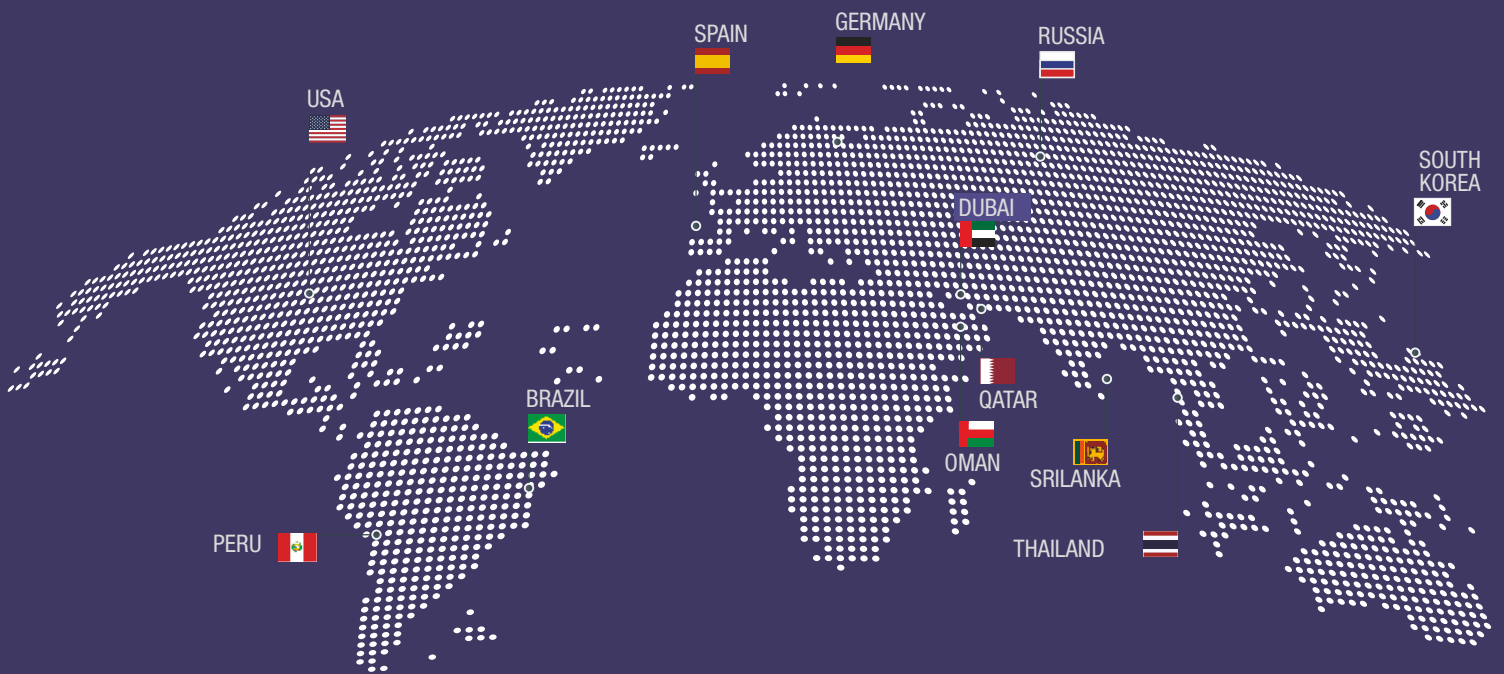 SPAIN
GERMANY
RUSSIA
USA
SOUTH
KOREA
DUBAI
BRAZIL
QATAR
OMAN
SRILANKA
PERU
THAILAND